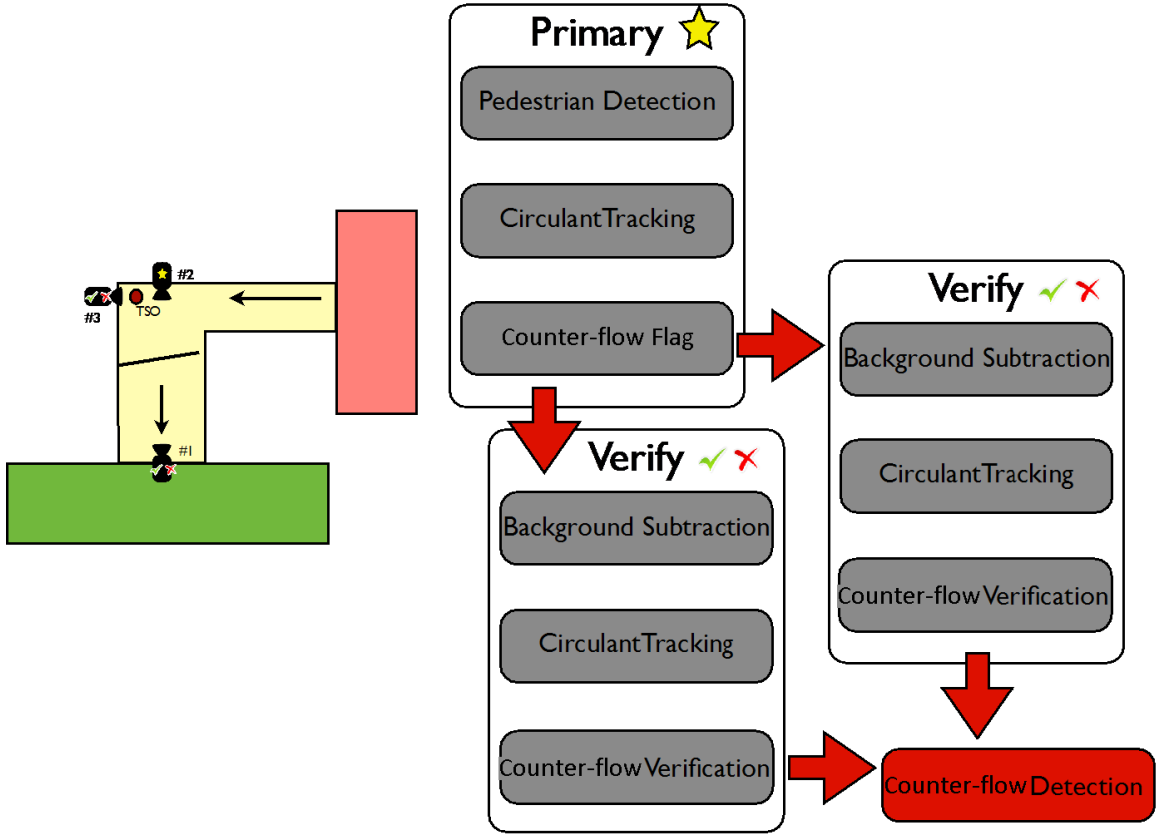 Primary
Pedestrian Detection
CirculantTracking
Counter-flow Flag
#2
#3
TSO
#1
Verify
Background Subtraction
CirculantTracking
Counter-flow Verification
Verify
Background Subtraction
CirculantTracking
Counter-flow Verification
Counter-flow Detection